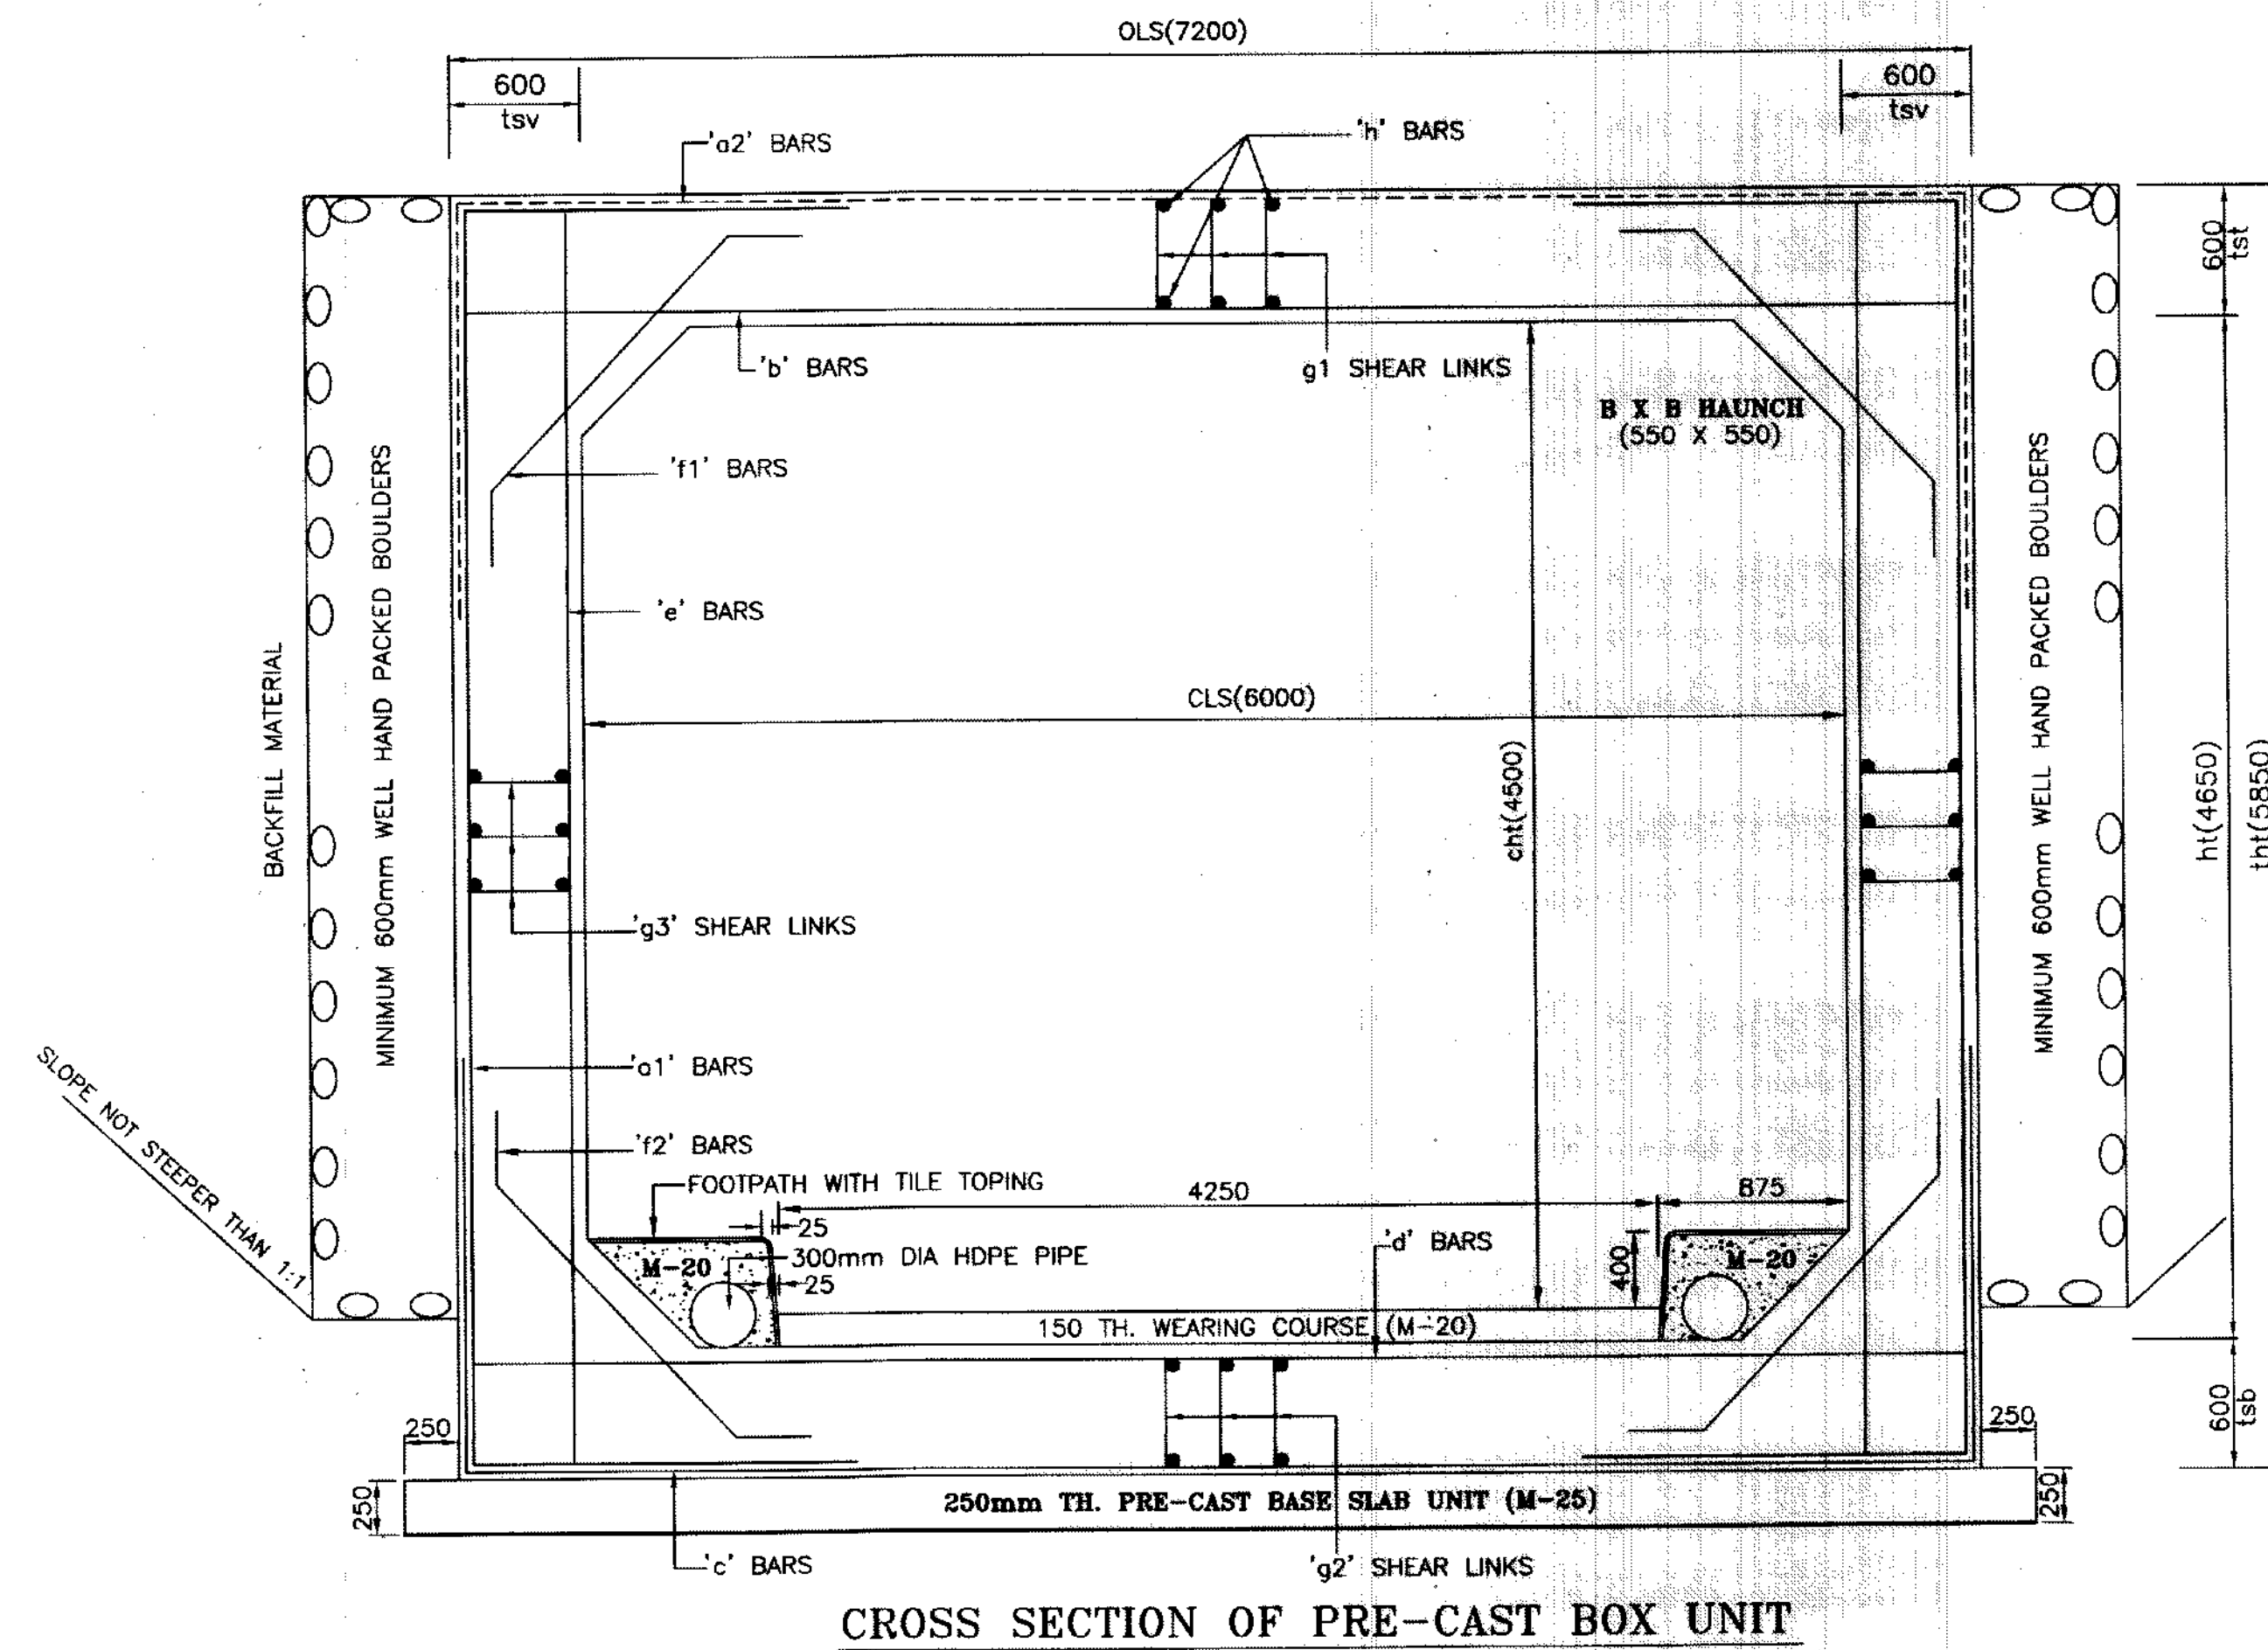 OLS(7200)
600
tsv
600
tsv
'a2' BARS
'h' BARS
600
tst
'b' BARS
g1 SHEAR LINKS
B X B HAUNCH
(550 X 550)
'f1' BARS
'e' BARS
CLS(6000)
cht(4500)
ht(4650)
tht(5850)
BACKFILL MATERIAL
MINIMUM 600mm WELL HAND PACKED BOULDERS
MINIMUM 600mm WELL HAND PACKED BOULDERS
'g3' SHEAR LINKS
'a1' BARS
SLOPE NOT STEEPER THAN 1:1
'f2' BARS
FOOTPATH WITH TILE TOPING
4250
875
25
'd' BARS
300mm DIA HDPE PIPE
M-20
M-20
25
400
150 TH. WEARING COURSE (M-20)
250
250
600
tsb
250
250mm TH. PRE-CAST BASE SLAB UNIT (M-25)
250
'c' BARS
'g2' SHEAR LINKS
CROSS SECTION OF PRE-CAST BOX UNIT